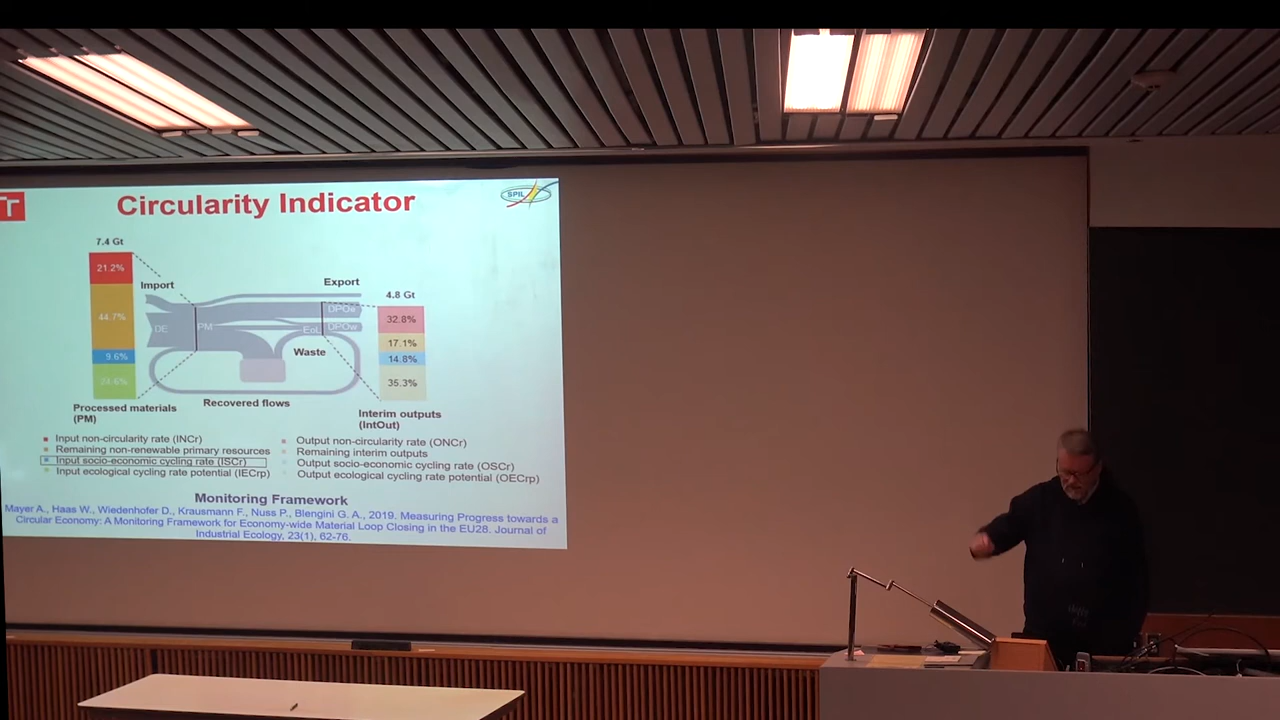 Circularity Indicator
SPIL
7.4 Gt
21.2%
44.7%
9.6%
24.6%
Import
Export
DE
PM
EoL
DPOe
DPOw
Waste
4.8 Gt
32.8%
17.1%
14.8%
35.3%
Processed materials
(PM)
Recovered flows
Interim outputs
(IntOut)
Input non-circularity rate (INCr)
Remaining non-renewable primary resources
Input socio-economic cycling rate (ISCr)
Input ecological cycling rate potential (IECrp)
Output non-circularity rate (ONCr)
Remaining interim outputs
Output socio-economic cycling rate (OSCr)
Output ecological cycling rate potential (OECrp)
Monitoring Framework
Mayer A., Haas W., Wiedenhofer D., Krausmann F., Nuss P., Blengini G. A., 2019. Measuring Progress towards a
Circular Economy: A Monitoring Framework for Economy-wide Material Loop Closing in the EU28. Journal of
Industrial Ecology, 23(1), 62-76.